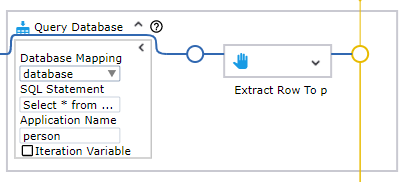 Query Database
Database Mapping
database
SQL Statement
Select * from ...
Application Name
person
Iteration Variable
Extract Row To p